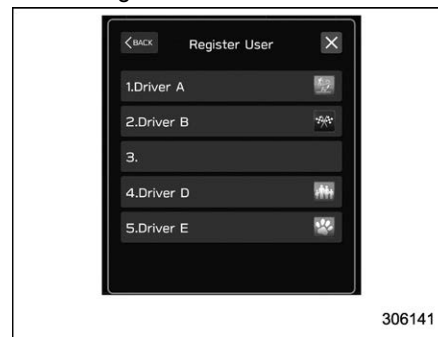 BACK Register User
1.Driver A
2.Driver B
3.
4.Driver D
5.Driver E
306141